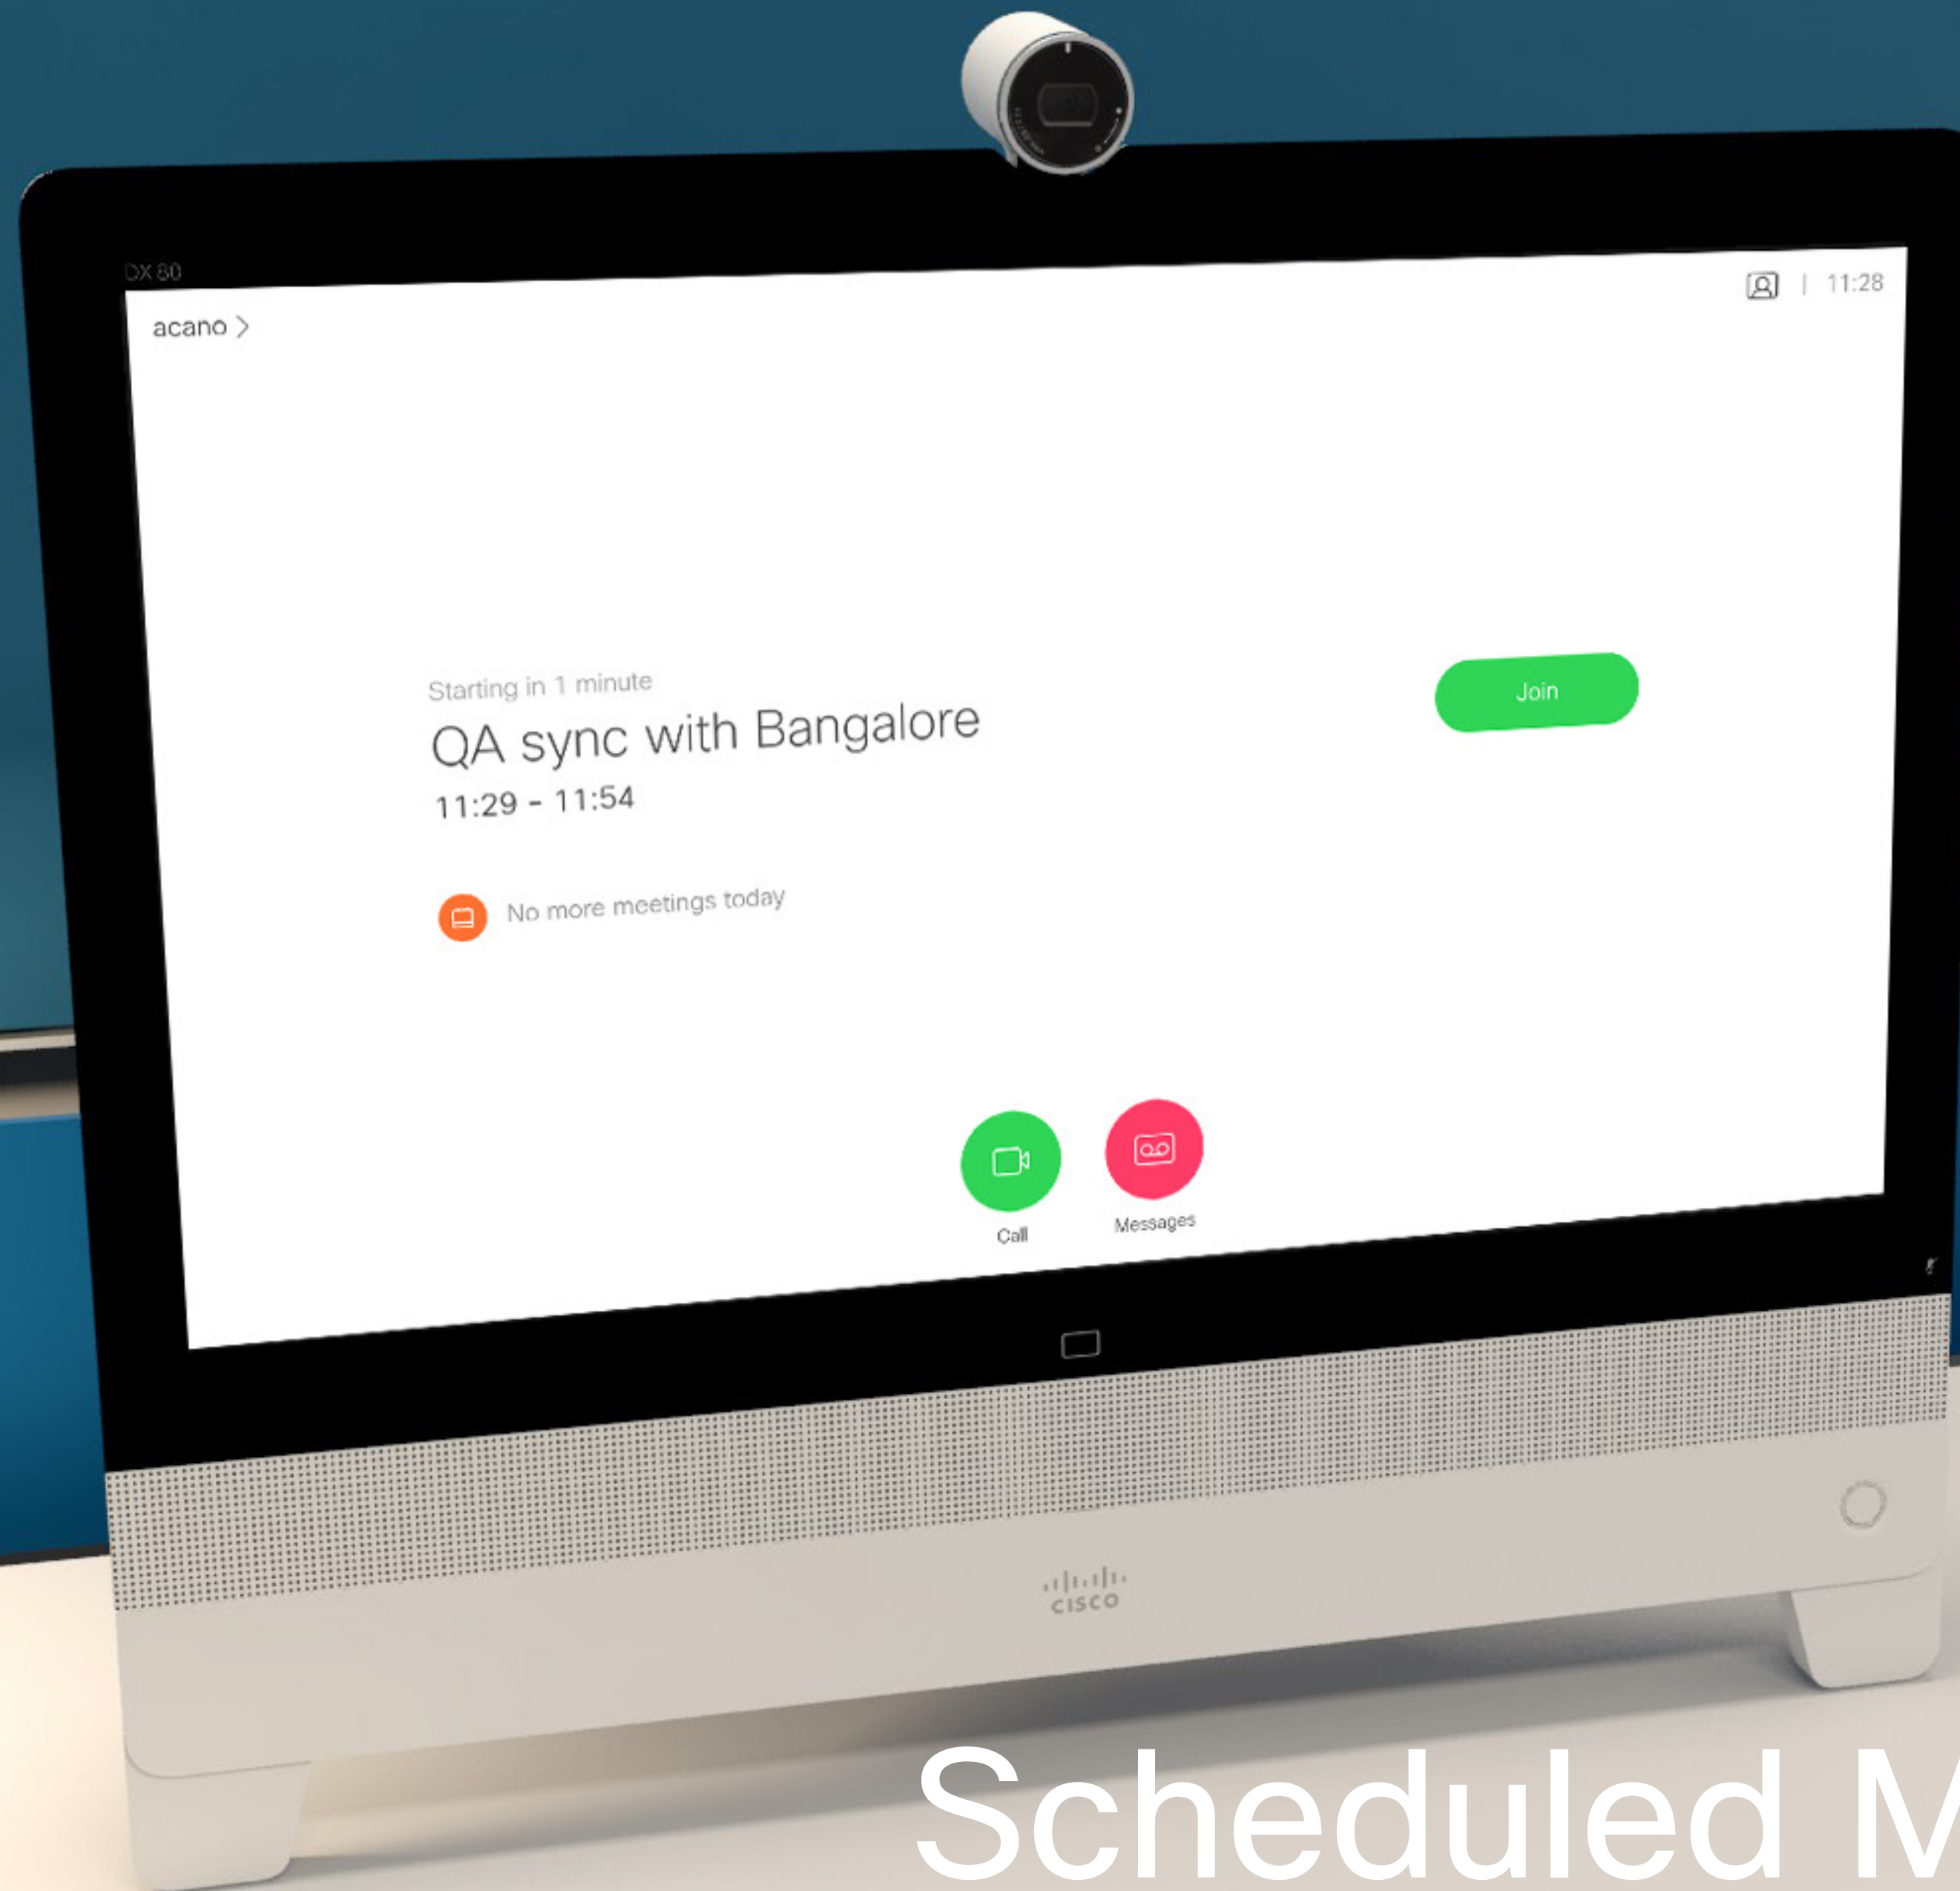 DX 80
acano
11:28
Starting in 1 minute
QA sync with Bangalore
11:29 - 11:54
Join
No more meetings today
Call
Messages
CISCO
Scheduled M